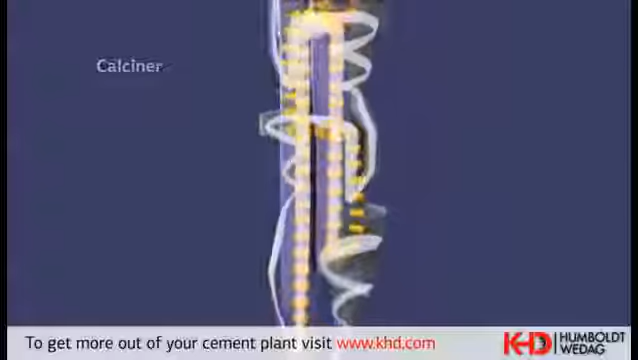 Calciner
To get more out of your cement plant visit www.khd.com
KHD HUMBOLDT
WEDAG